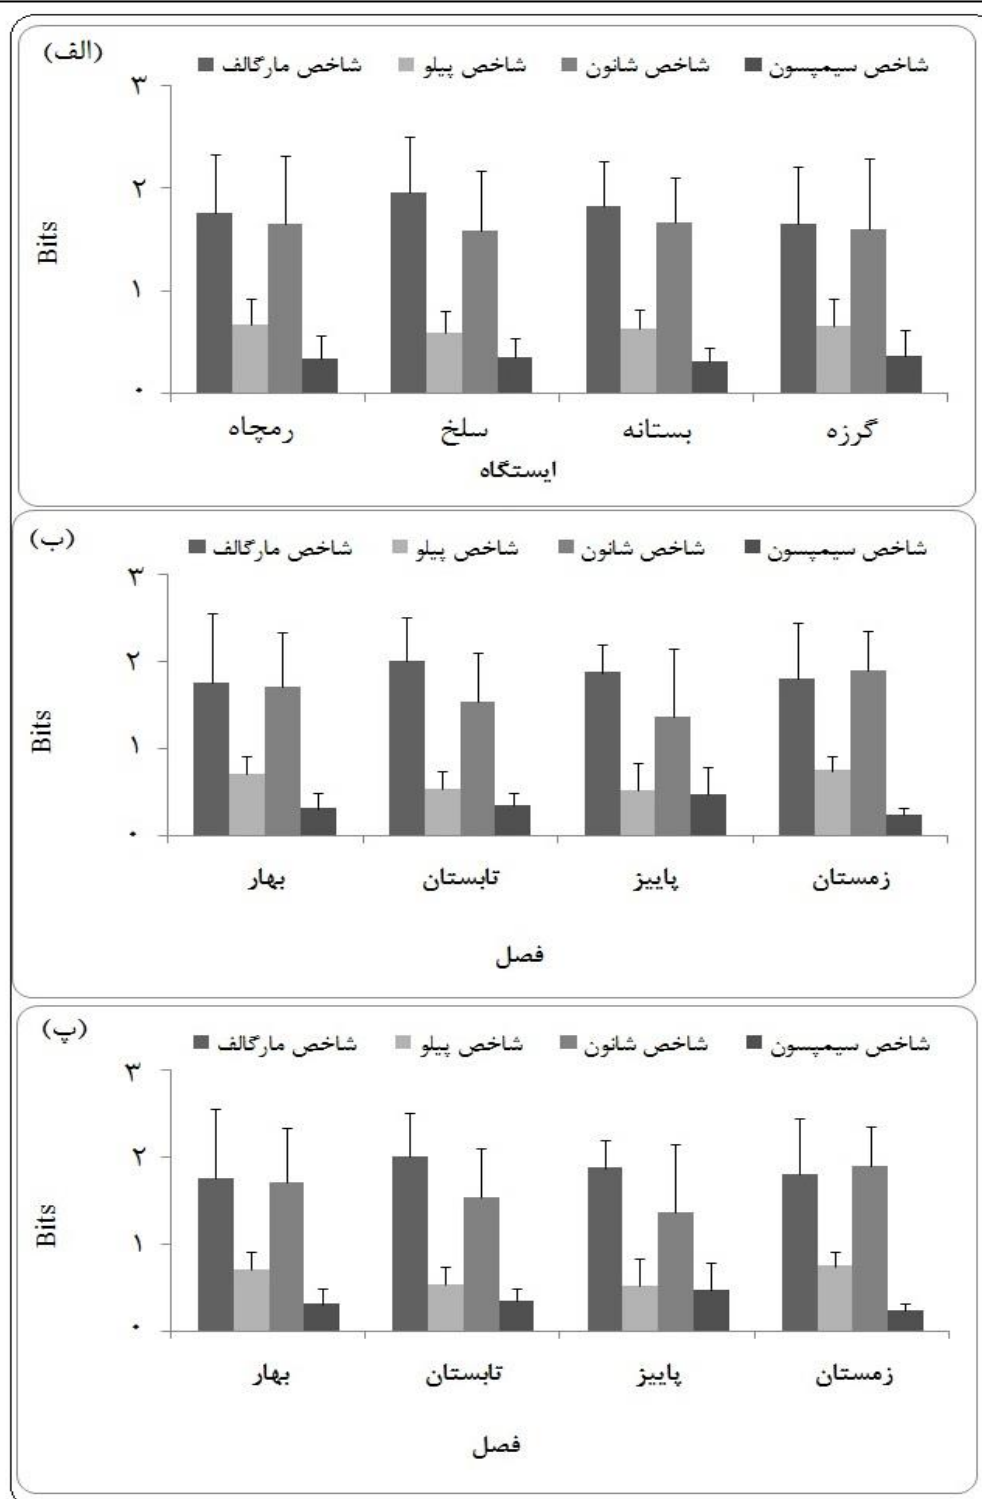 (الف)
شاخص مارگالف شاخص پیلو شاخص شانون شاخص سیمپسون
۳
۲
۱
۰
Bits
رمچاه سلخ بستانه گرزه
ایستگاه
(ب)
شاخص مارگالف شاخص پیلو شاخص شانون شاخص سیمپسون
۳
۲
۱
۰
Bits
بهار تابستان پاییز زمستان
فصل
(پ)
شاخص مارگالف شاخص پیلو شاخص شانون شاخص سیمپسون
۳
۲
۱
۰
Bits
بهار تابستان پاییز زمستان
فصل